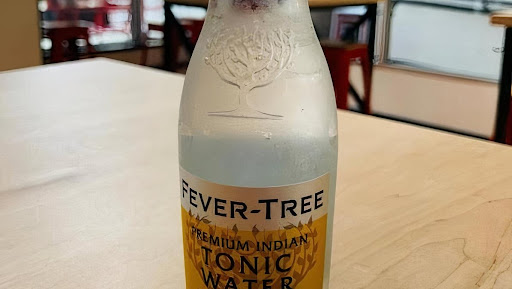 FEVER-TREE
PREMIUM INDIAN
TONIC
WATER